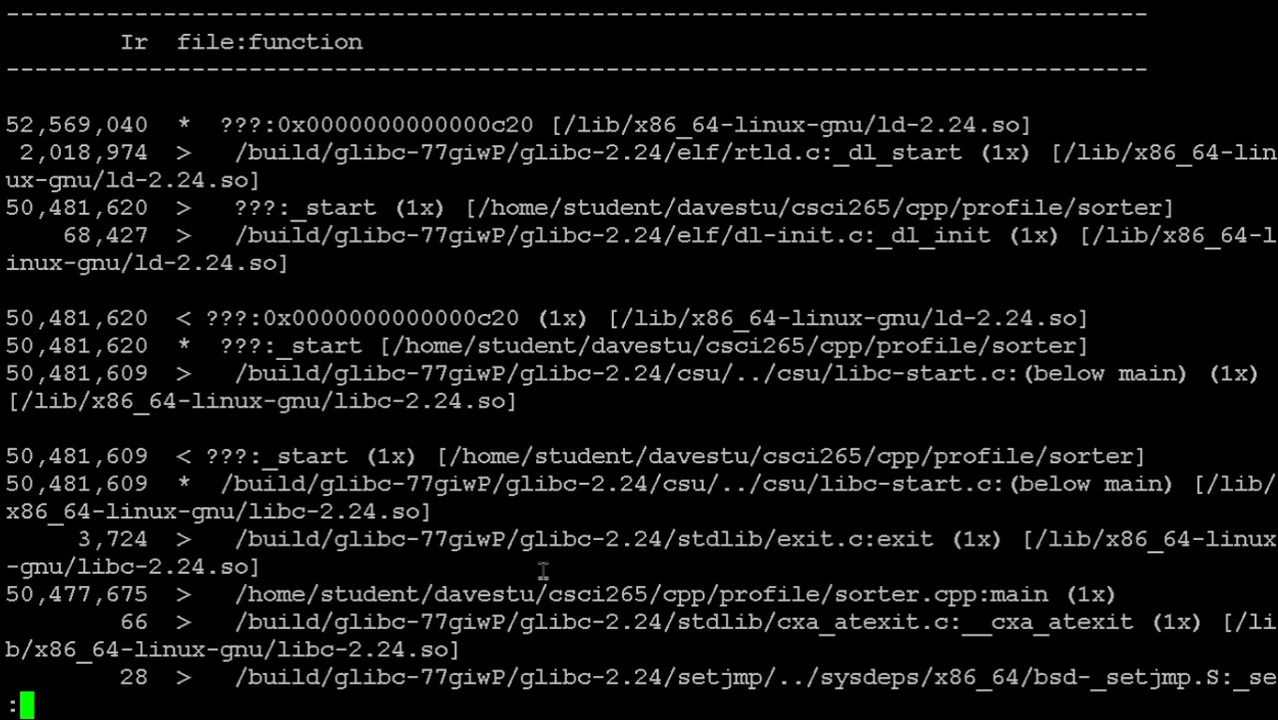 --------------------------------------------------------------------------------
        Ir  file:function
--------------------------------------------------------------------------------
52,569,040  *  ???:0x0000000000000c20 [/lib/x86_64-linux-gnu/ld-2.24.so]
 2,018,974  >   /build/glibc-77giwP/glibc-2.24/elf/rtld.c:_dl_start (1x) [/lib/x86_64-lin
ux-gnu/ld-2.24.so]
50,481,620  >   ???:_start (1x) [/home/student/davestu/csci265/cpp/profile/sorter]
    68,427  >   /build/glibc-77giwP/glibc-2.24/elf/dl-init.c:_dl_init (1x) [/lib/x86_64-l
inux-gnu/ld-2.24.so]
50,481,620  < ???:0x0000000000000c20 (1x) [/lib/x86_64-linux-gnu/ld-2.24.so]
50,481,620  *  ???:_start [/home/student/davestu/csci265/cpp/profile/sorter]
50,481,609  >   /build/glibc-77giwP/glibc-2.24/csu/../csu/libc-start.c:(below main) (1x)
[/lib/x86_64-linux-gnu/libc-2.24.so]
50,481,609  < ???:_start (1x) [/home/student/davestu/csci265/cpp/profile/sorter]
50,481,609  *  /build/glibc-77giwP/glibc-2.24/csu/../csu/libc-start.c:(below main) [/lib/
x86_64-linux-gnu/libc-2.24.so]
     3,724  >   /build/glibc-77giwP/glibc-2.24/stdlib/exit.c:exit (1x) [/lib/x86_64-linux
-gnu/libc-2.24.so]
50,477,675  >   /home/student/davestu/csci265/cpp/profile/sorter.cpp:main (1x)
        66  >   /build/glibc-77giwP/glibc-2.24/stdlib/cxa_atexit.c:__cxa_atexit (1x) [/li
b/x86_64-linux-gnu/libc-2.24.so]
        28  >   /build/glibc-77giwP/glibc-2.24/setjmp/../sysdeps/x86_64/bsd-_setjmp.S:_se
: